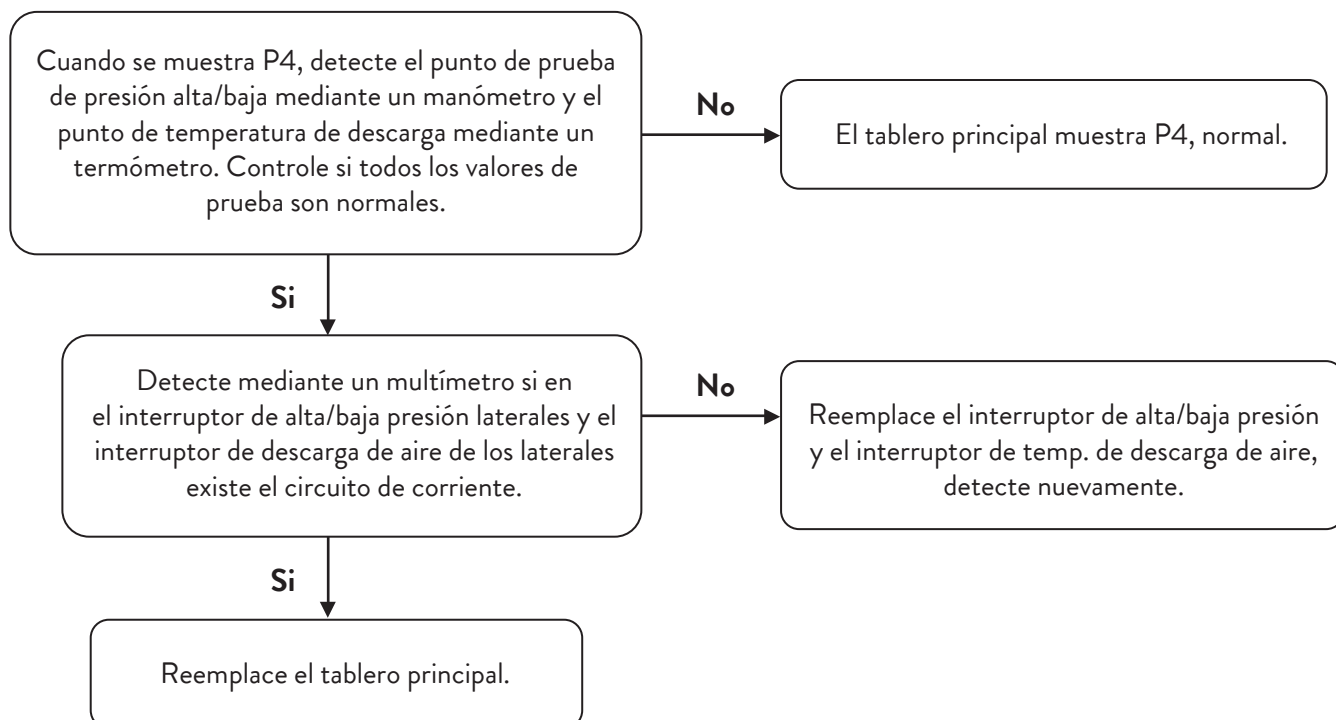 Cuando se muestra P4, detecte el punto de prueba
de presión alta/baja mediante un manómetro y el
punto de temperatura de descarga mediante un
termómetro. Controle si todos los valores de
prueba son normales.
No
El tablero principal muestra P4, normal.
Si
Detecte mediante un multímetro si en
el interruptor de alta/baja presión laterales y el
interruptor de descarga de aire de los laterales
existe el circuito de corriente.
No
Reemplace el interruptor de alta/baja presión
y el interruptor de temp. de descarga de aire,
detecte nuevamente.
Si
Reemplace el tablero principal.